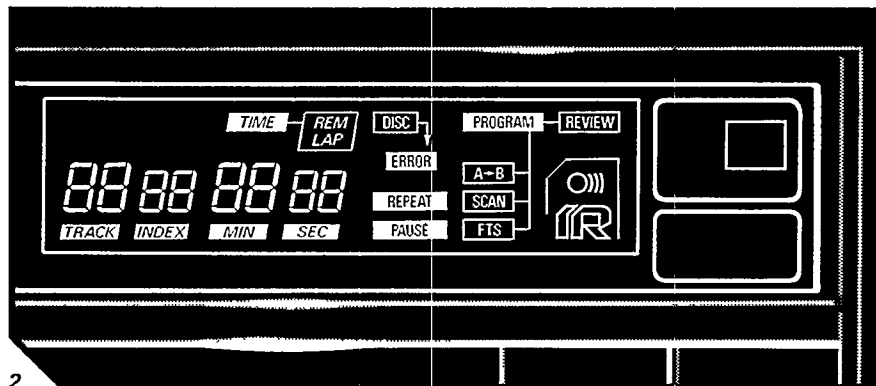 TIME REM DISC PROGRAM REVIEW
LAP
ERROR
A→B
88 88 88 88 REPEAT SCAN
TRACK INDEX MIN SEC PAUSE FTS
IR
2